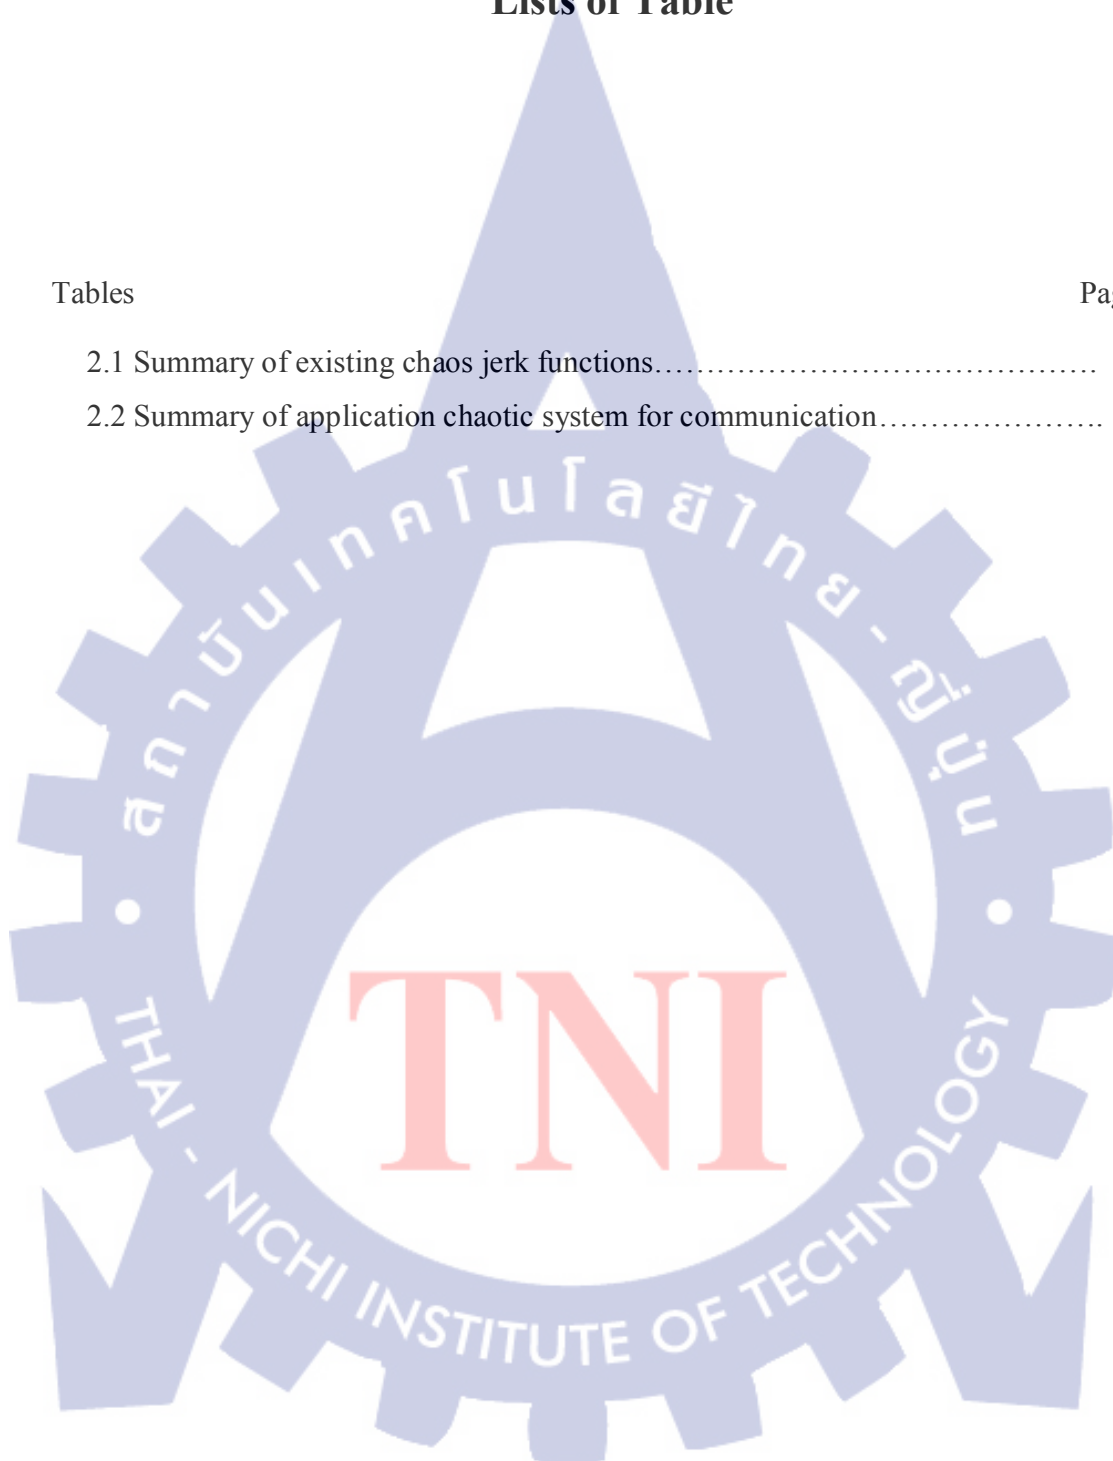 Lists of Table
Tables Pag
2.1 Summary of existing chaos jerk functions…………………………………….
2.2 Summary of application chaotic system for communication………………….
สถาบันเทคโนโลยีไทย - ญี่ปุ่น
TNI
THAI - NICHI INSTITUTE OF TECHNOLOGY